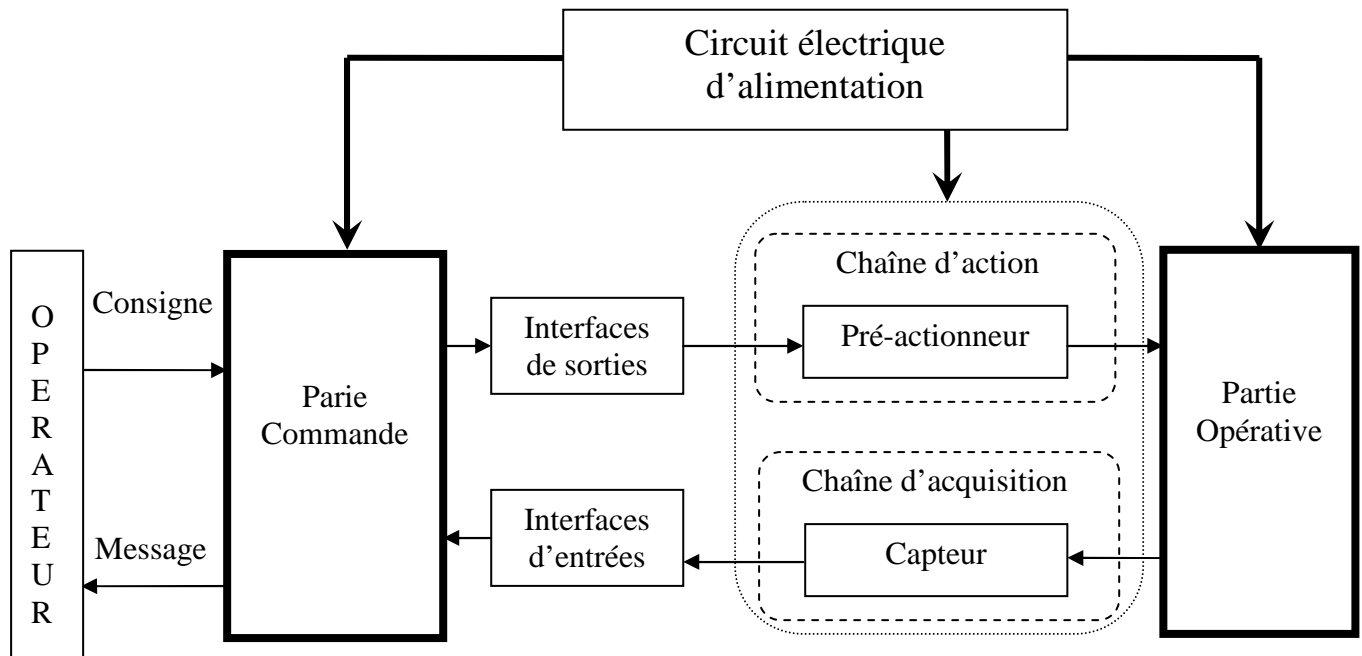 Circuit électrique
d’alimentation
OPERATEUR
Consigne
Message
Parie
Commande
Interfaces
de sorties
Chaîne d’action
Pré-actionneur
Interfaces
d’entrées
Chaîne d’acquisition
Capteur
Partie
Opérative